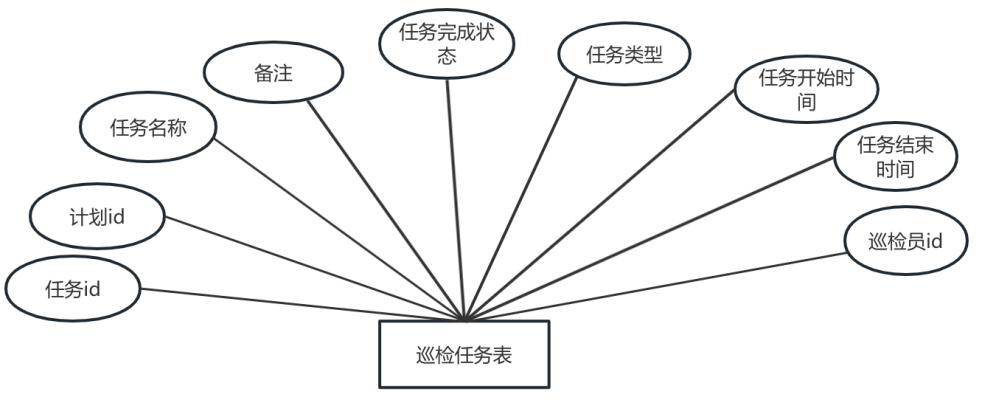 任务完成状
态
任务类型
备注
任务开始时
间
任务名称
任务结束
时间
计划id
巡检员id
任务id
巡检任务表